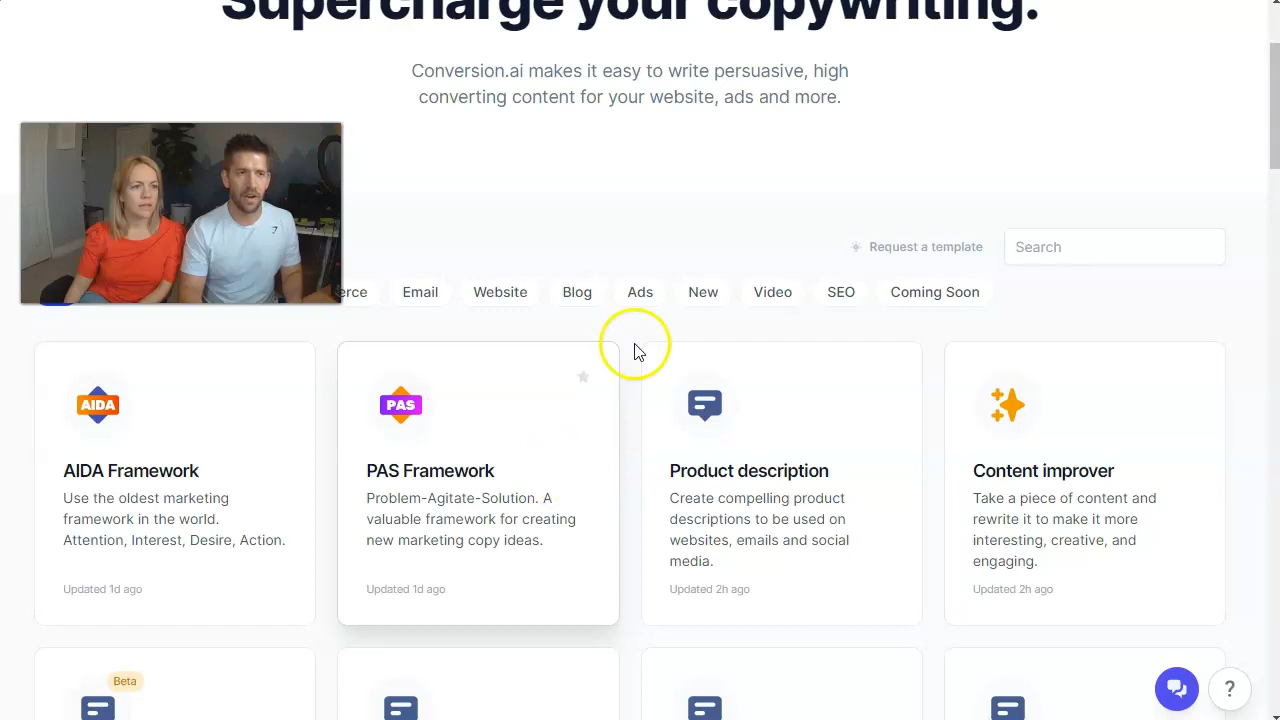 Supercharge your copywriting.
Conversion.ai makes it easy to write persuasive, high
converting content for your website, ads and more.
Request a template
Search
erce
Email
Website
Blog
Ads
New
Video
SEO
Coming Soon
AIDA
AIDA Framework
Use the oldest marketing
framework in the world.
Attention, Interest, Desire, Action.
Updated 1d ago
PAS
PAS Framework
Problem-Agitate-Solution. A
valuable framework for creating
new marketing copy ideas.
Updated 1d ago
Product description
Create compelling product
descriptions to be used on
websites, emails and social
media.
Updated 2h ago
Content improver
Take a piece of content and
rewrite it to make it more
interesting, creative, and
engaging.
Updated 2h ago
Beta
?